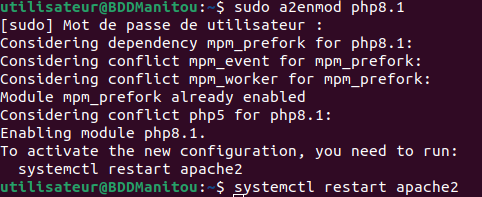 utilisateur@BDDManitou:~$ sudo a2enmod php8.1
[sudo] Mot de passe de utilisateur :
Considering dependency mpm_prefork for php8.1:
Considering conflict mpm_event for mpm_prefork:
Considering conflict mpm_worker for mpm_prefork:
Module mpm_prefork already enabled
Considering conflict php5 for php8.1:
Enabling module php8.1.
To activate the new configuration, you need to run:
  systemctl restart apache2
utilisateur@BDDManitou:~$ systemctl restart apache2